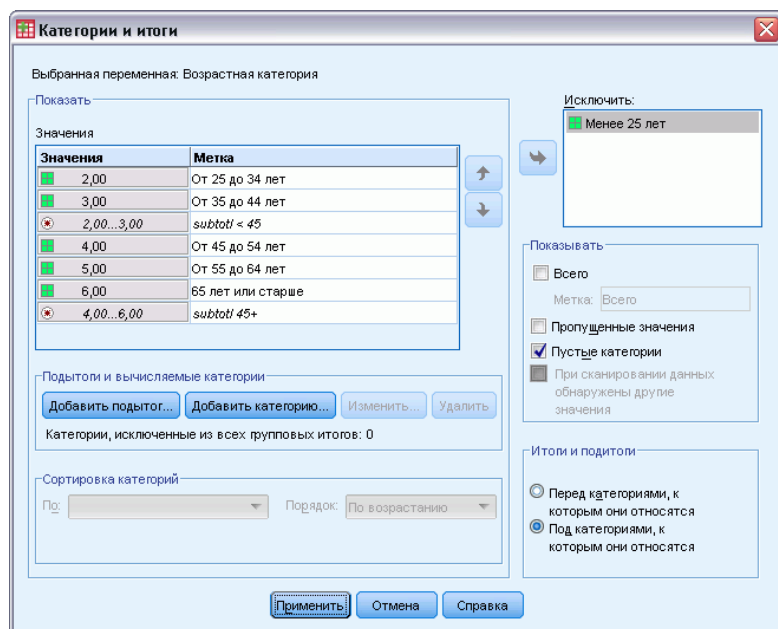 Категории и итоги
Выбранная переменная: Возрастная категория
Показать
Значения
Значения Метка
2,00 От 25 до 34 лет
3,00 От 35 до 44 лет
2,00...3,00 subtotl < 45
4,00 От 45 до 54 лет
5,00 От 55 до 64 лет
6,00 65 лет или старше
4,00...6,00 subtotl 45+
Подытоги и вычисляемые категории
Добавить подытог... Добавить категорию... Изменить... Удалить
Категории, исключенные из всех групповых итогов: 0
Сортировка категорий
По: Порядок: По возрастанию
Исключить:
Менее 25 лет
Показывать
Всего
Метка: Всего
Пропущенные значения
Пустые категории
При сканировании данных
обнаружены другие
значения
Итоги и подитоги
Перед категориями, к
которым они относятся
Под категориями, к
которым они относятся
Применить Отмена Справка